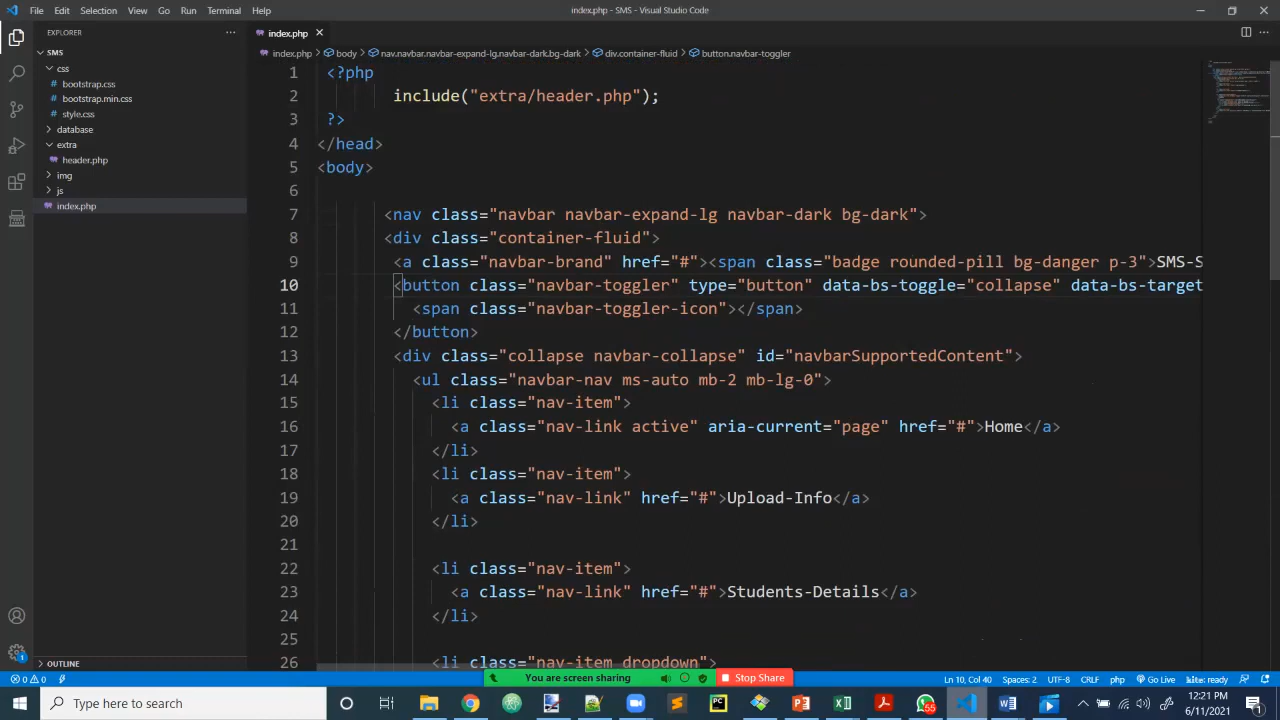 File Edit Selection View Go Run Terminal Help
index.php - SMS - Visual Studio Code
EXPLORER
SMS
css
bootstrap.css
bootstrap.min.css
style.css
database
extra
header.php
img
js
index.php
OUTLINE
index.php
index.php > body > nav.navbar.navbar-expand-lg.navbar-dark.bg-dark > div.container-fluid > button.navbar-toggler
1 <?php
2 include("extra/header.php");
3 ?>
4 </head>
5 <body>
6
7 <nav class="navbar navbar-expand-lg navbar-dark bg-dark">
8 <div class="container-fluid">
9 <a class="navbar-brand" href="#"><span class="badge rounded-pill bg-danger p-3">SMS-S
10 <button class="navbar-toggler" type="button" data-bs-toggle="collapse" data-bs-target
11 <span class="navbar-toggler-icon"></span>
12 </button>
13 <div class="collapse navbar-collapse" id="navbarSupportedContent">
14 <ul class="navbar-nav ms-auto mb-2 mb-lg-0">
15 <li class="nav-item">
16 <a class="nav-link active" aria-current="page" href="#">Home</a>
17 </li>
18 <li class="nav-item">
19 <a class="nav-link" href="#">Upload-Info</a>
20 </li>
21
22 <li class="nav-item">
23 <a class="nav-link" href="#">Students-Details</a>
24 </li>
25
26 <li class="nav-item dropdown">
You are screen sharing Stop Share
0 0 Ln 10, Col 40 Spaces: 2 UTF-8 CRLF php Go Live kite: ready
Type here to search
55
12:21 PM
6/11/2021
1